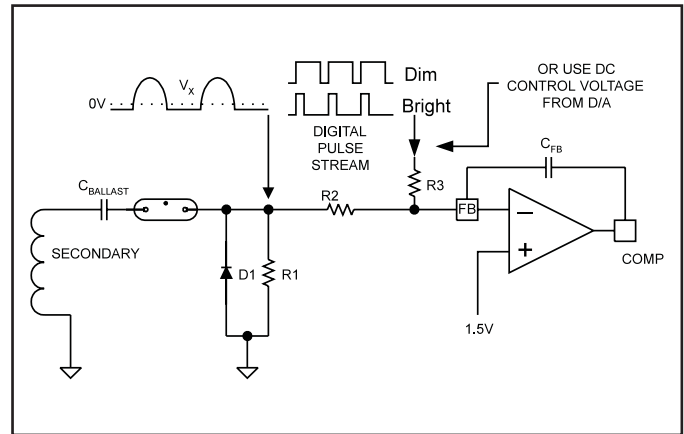 0V
VX
Dim
Bright
DIGITAL
PULSE
STREAM
OR USE DC
CONTROL VOLTAGE
FROM D/A
CBALLAST
R2
R3
CFB
FB
−
+
COMP
SECONDARY
D1
R1
1.5V